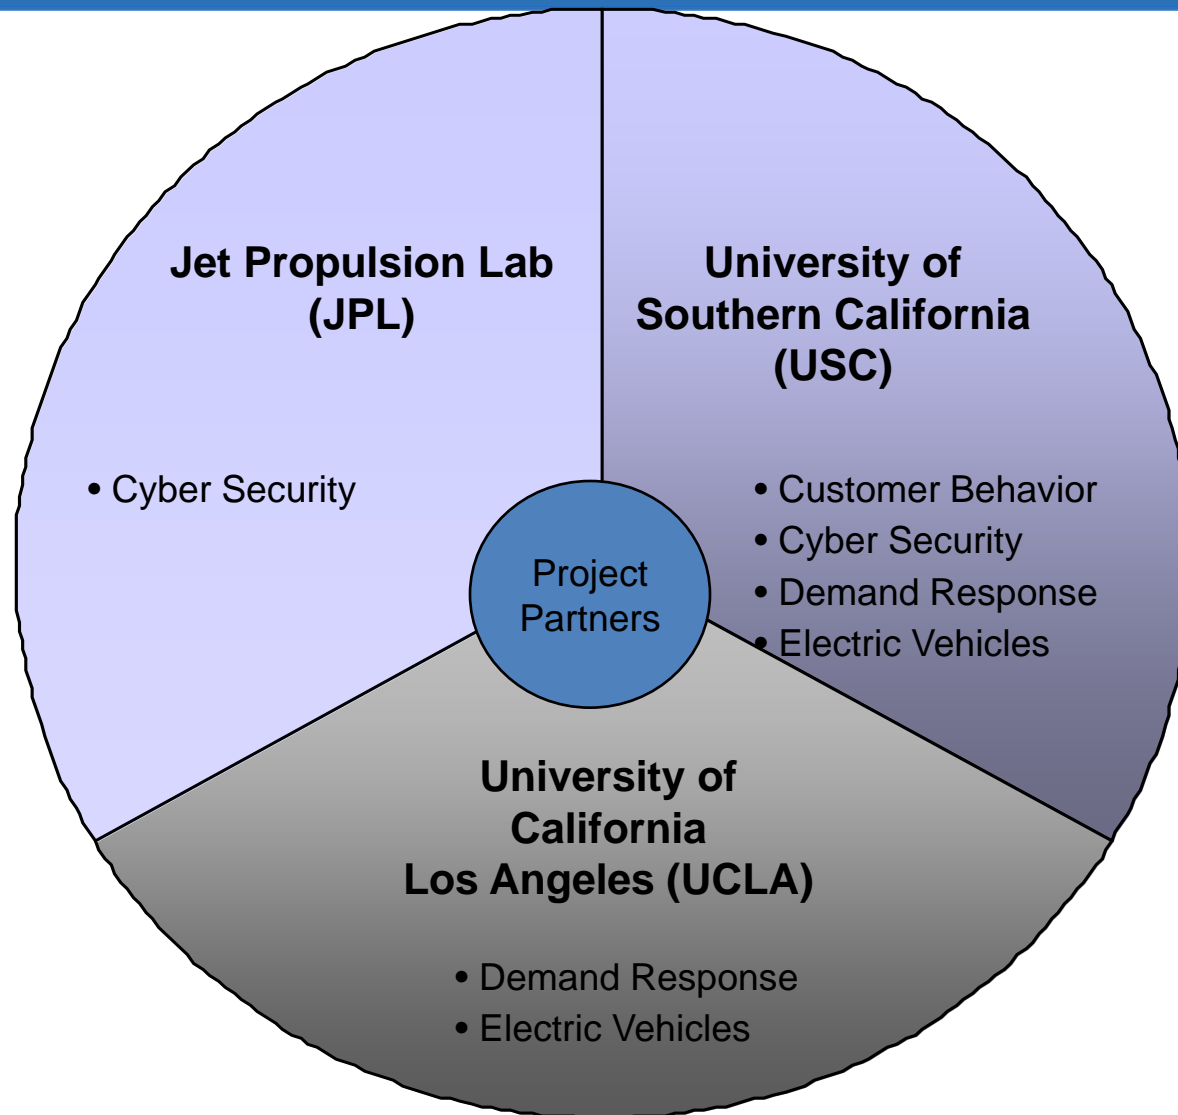 Jet Propulsion Lab
(JPL)
• Cyber Security
University of
Southern California
(USC)
• Customer Behavior
• Cyber Security
• Demand Response
• Electric Vehicles
Project
Partners
University of
California
Los Angeles (UCLA)
• Demand Response
• Electric Vehicles